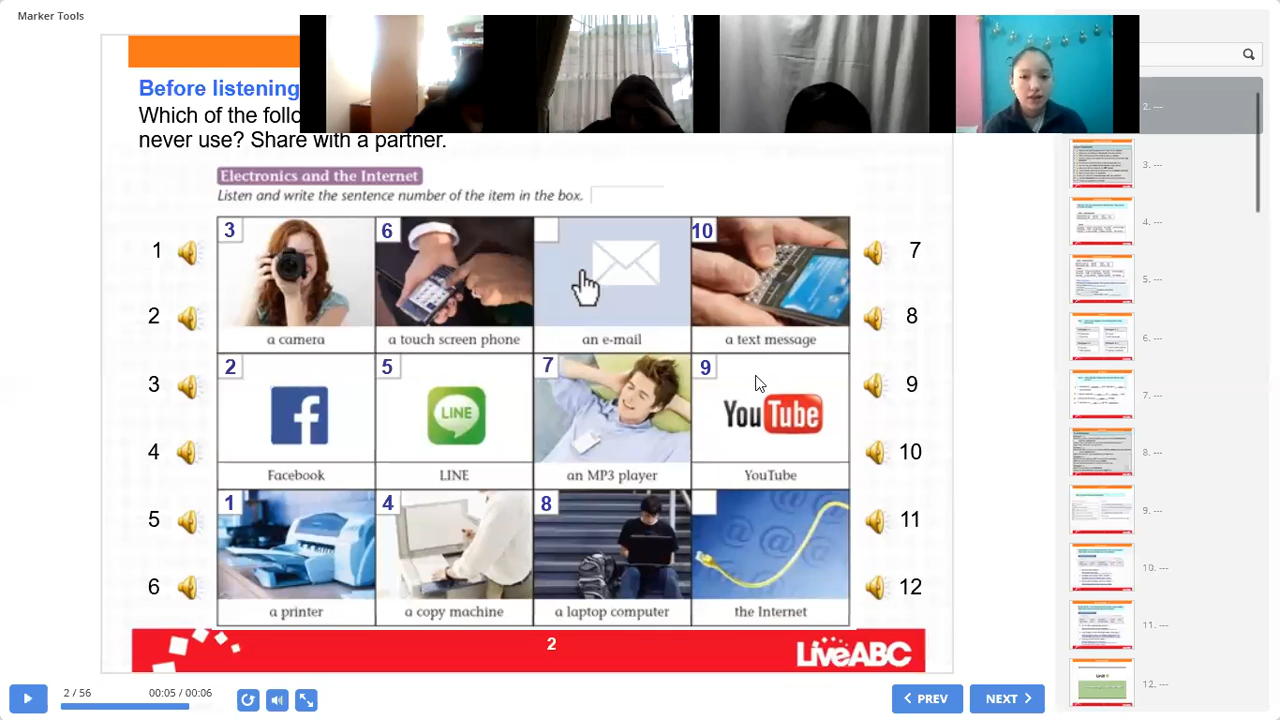 Marker Tools
Before listening
Which of the
never use? Share with a partner.
Electronics and the Internet
Listen and write the sentence number of the item in the box.
3
6
10
1
7
2
8
a camera
screen phone
an e-mail
a text message
2
5
7
9
3
9
f
LINE
YouTube
4
10
Facebook
LINE
an MP3 player
YouTube
1
4
8
5
11
6
12
a printer
machine
a laptop computer
the Internet
2
LiveABC
2 / 56
00:05 / 00:06
PREV
NEXT
2. ---
3. ---
4. ---
5. ---
6. ---
7. ---
8. ---
9. ---
10. ---
11. ---
12. ---